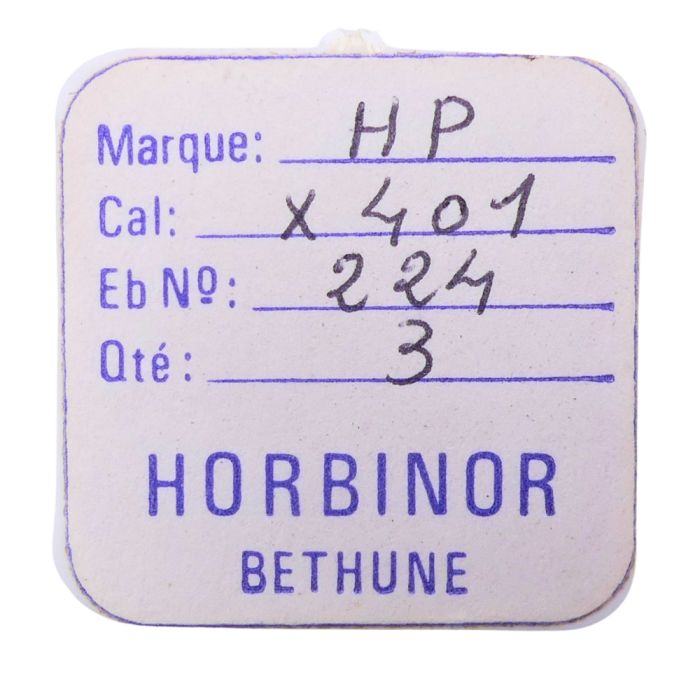 Marque: HP
Cal: X 401
Eb Nº: 224
Qté: 3
HORBINOR
BETHUNE